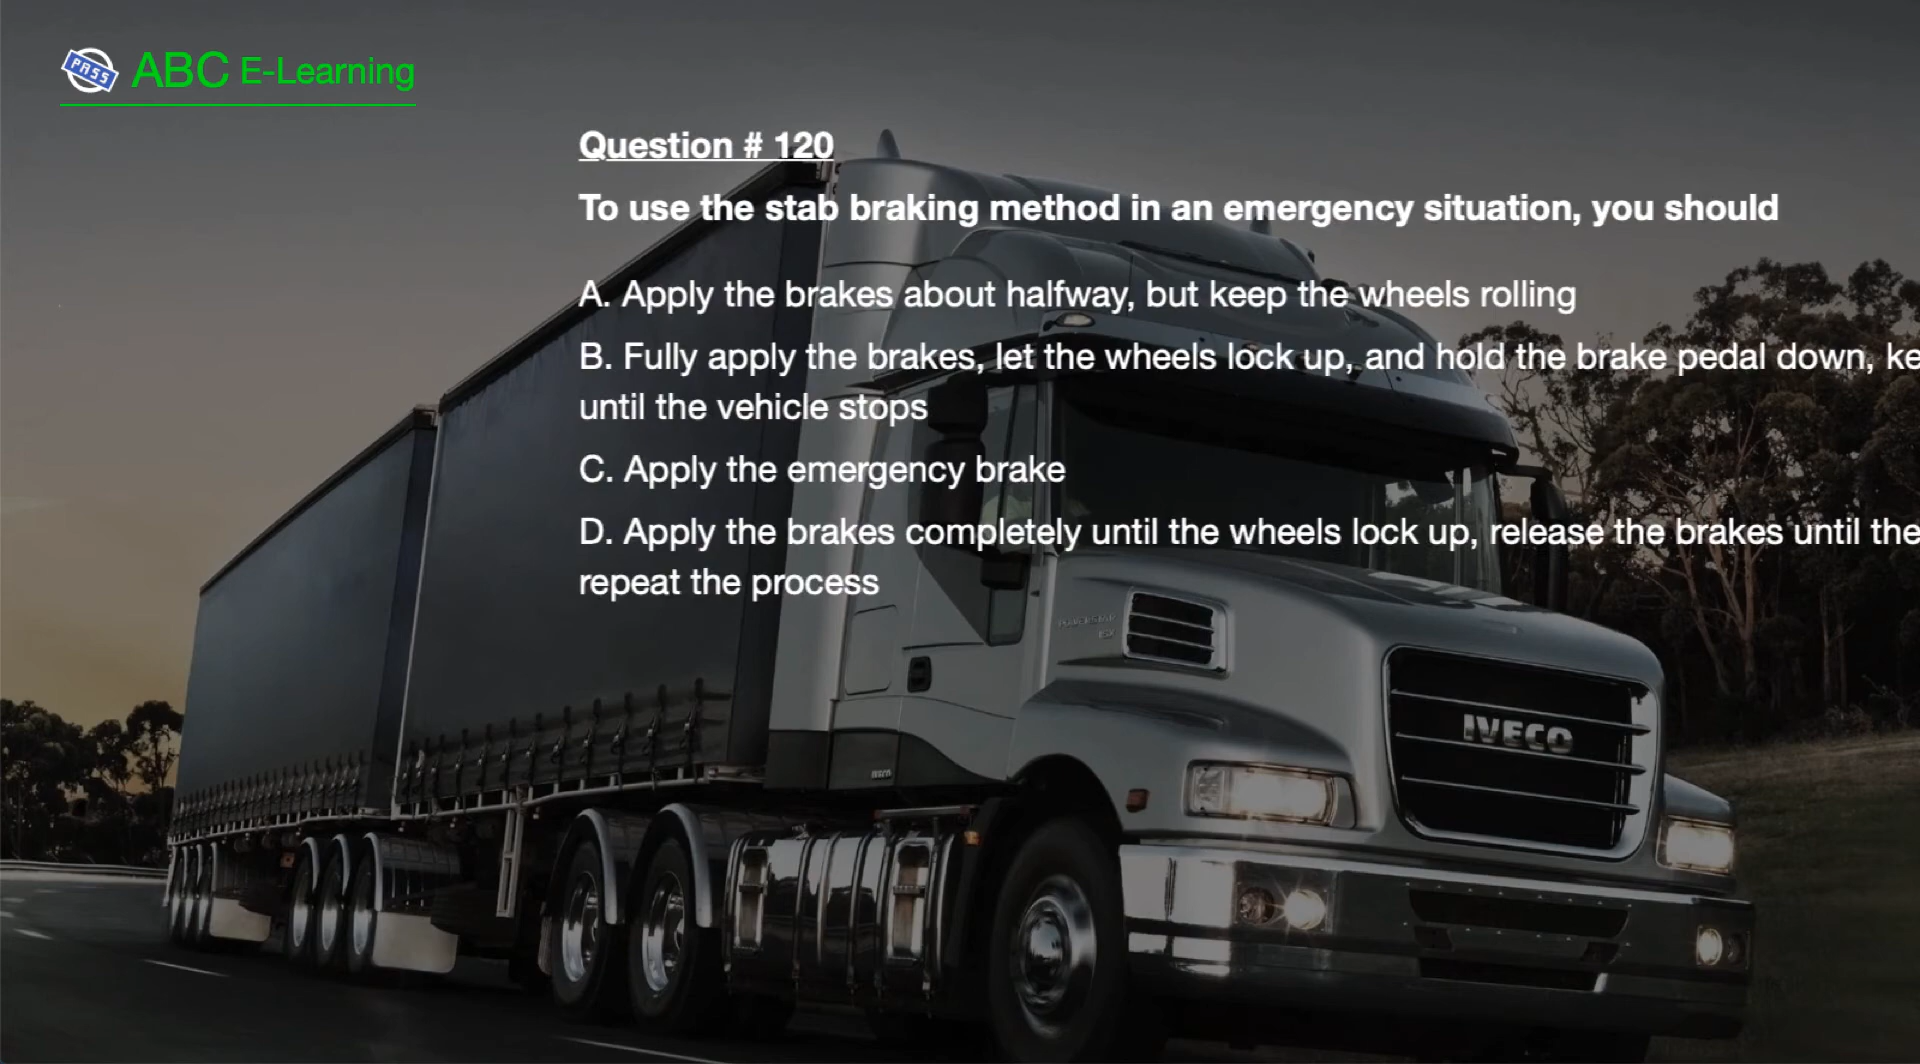 PASS
ABC E-Learning
Question # 120
To use the stab braking method in an emergency situation, you should
A. Apply the brakes about halfway, but keep the wheels rolling
B. Fully apply the brakes, let the wheels lock up, and hold the brake pedal down, ke
until the vehicle stops
C. Apply the emergency brake
D. Apply the brakes completely until the wheels lock up, release the brakes until the
repeat the process
POWERSTAR
IVECO
IVECO